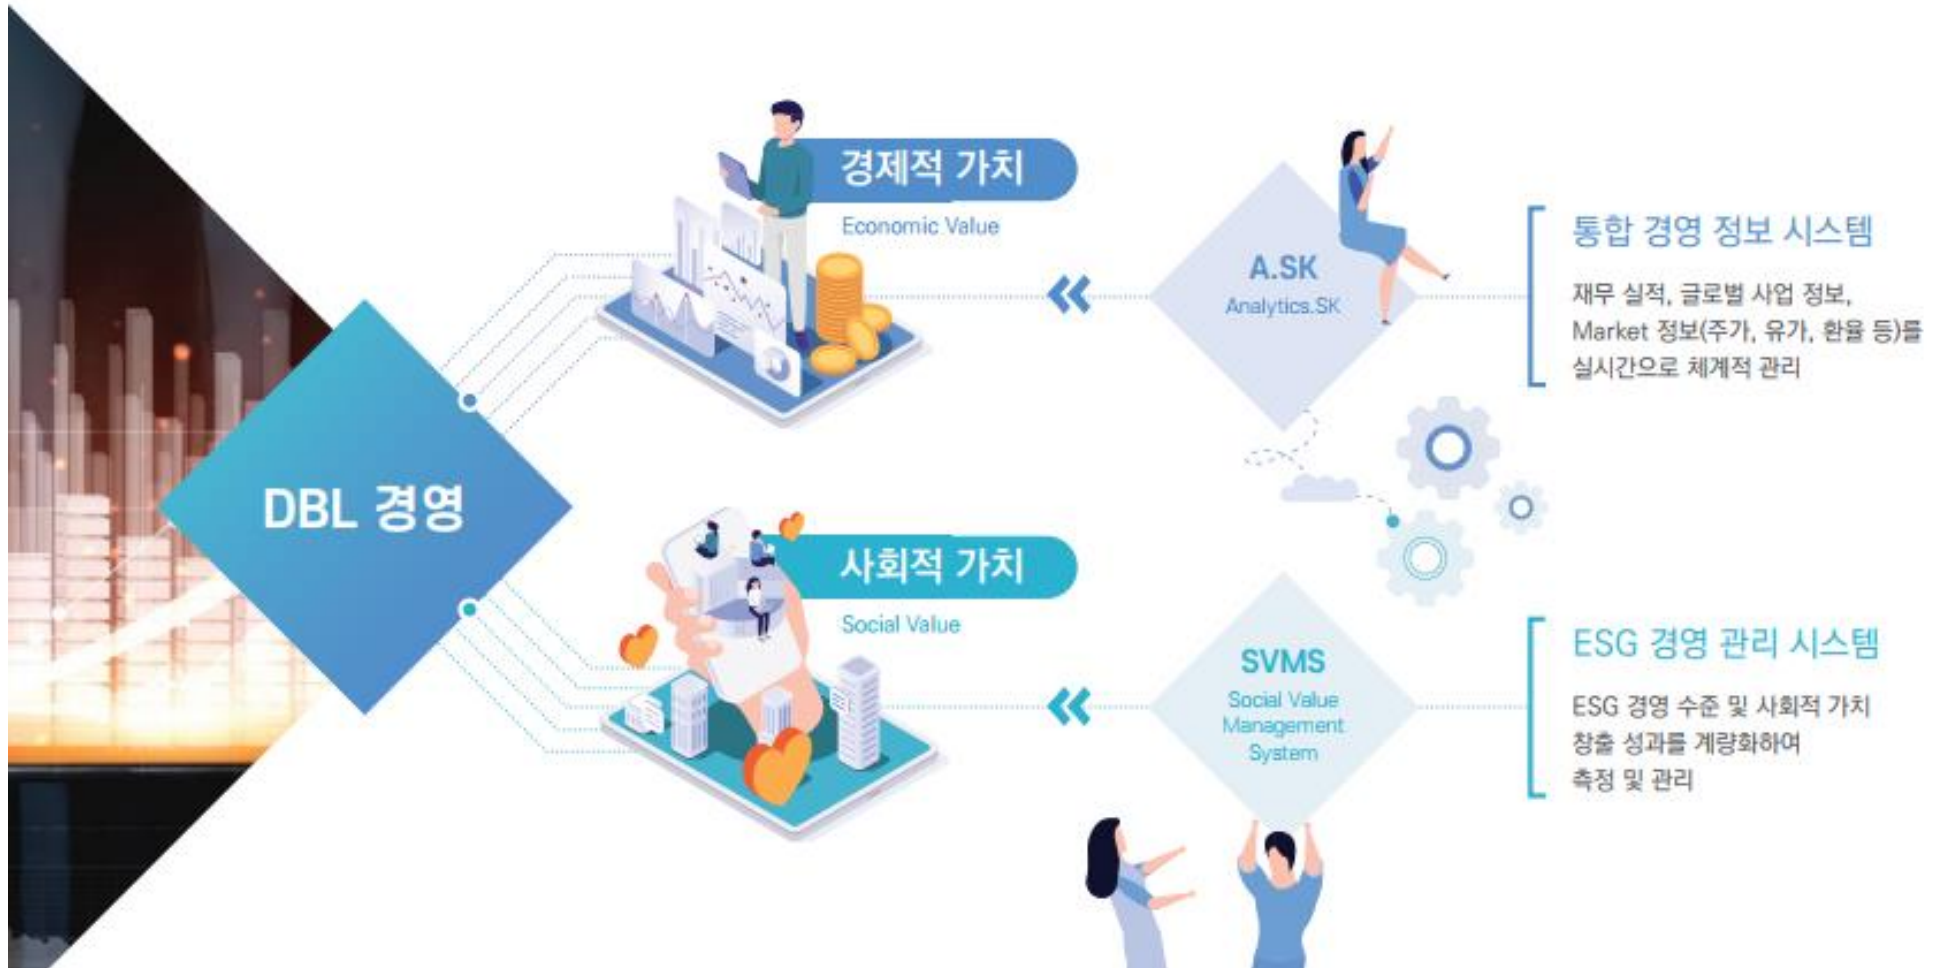 DBL 경영
경제적 가치
Economic Value
A.SK
Analytics.SK
통합 경영 정보 시스템
재무 실적, 글로벌 사업 정보,
Market 정보(주가, 유가, 환율 등)를
실시간으로 체계적 관리
사회적 가치
Social Value
SVMS
Social Value
Management
System
ESG 경영 관리 시스템
ESG 경영 수준 및 사회적 가치
창출 성과를 계량화하여
측정 및 관리